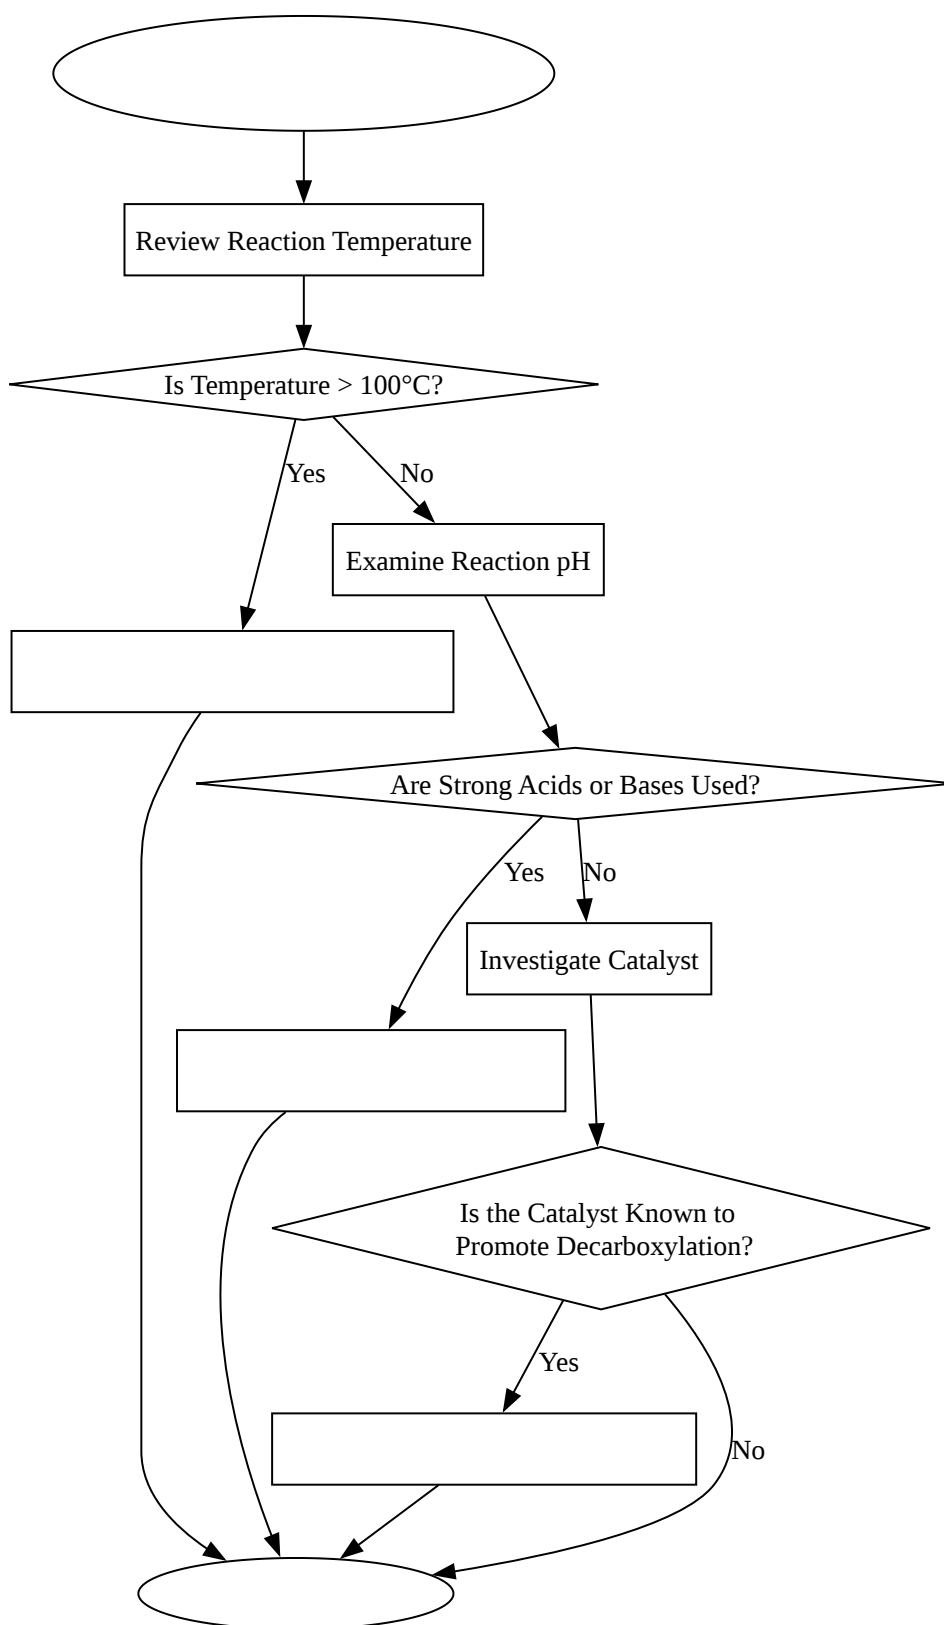 Review Reaction Temperature
Is Temperature > 100°C?
Yes
No
Examine Reaction pH
Are Strong Acids or Bases Used?
Yes
No
Investigate Catalyst
Is the Catalyst Known to
Promote Decarboxylation?
Yes
No